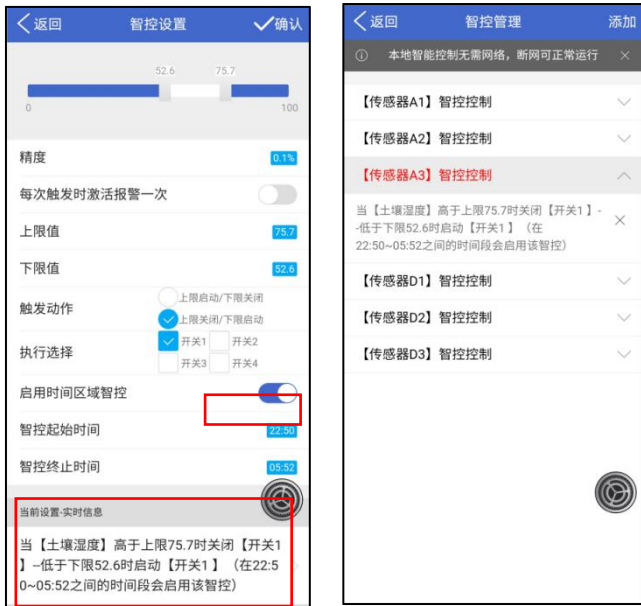 返回 智控设置 确认
52.6 75.7
0 100
精度 0.1%
每次触发时激活报警一次
上限值 75.7
下限值 52.6
触发动作 上限启动/下限关闭
上限关闭/下限启动
执行选择 开关1 开关2
开关3 开关4
启用时间区域智控
智控起始时间 22:50
智控终止时间 05:52
当前设置-实时信息
当【土壤湿度】高于上限75.7时关闭【开关1
】--低于下限52.6时启动【开关1】（在22:5
0~05:52之间的时间段会启用该智控）
返回 智控管理 添加
本地智能控制无需网络，断网可正常运行
【传感器A1】智控控制
【传感器A2】智控控制
【传感器A3】智控控制
当【土壤湿度】高于上限75.7时关闭【开关1】-
-低于下限52.6时启动【开关1】（在
22:50~05:52之间的时间段会启用该智控）
【传感器D1】智控控制
【传感器D2】智控控制
【传感器D3】智控控制